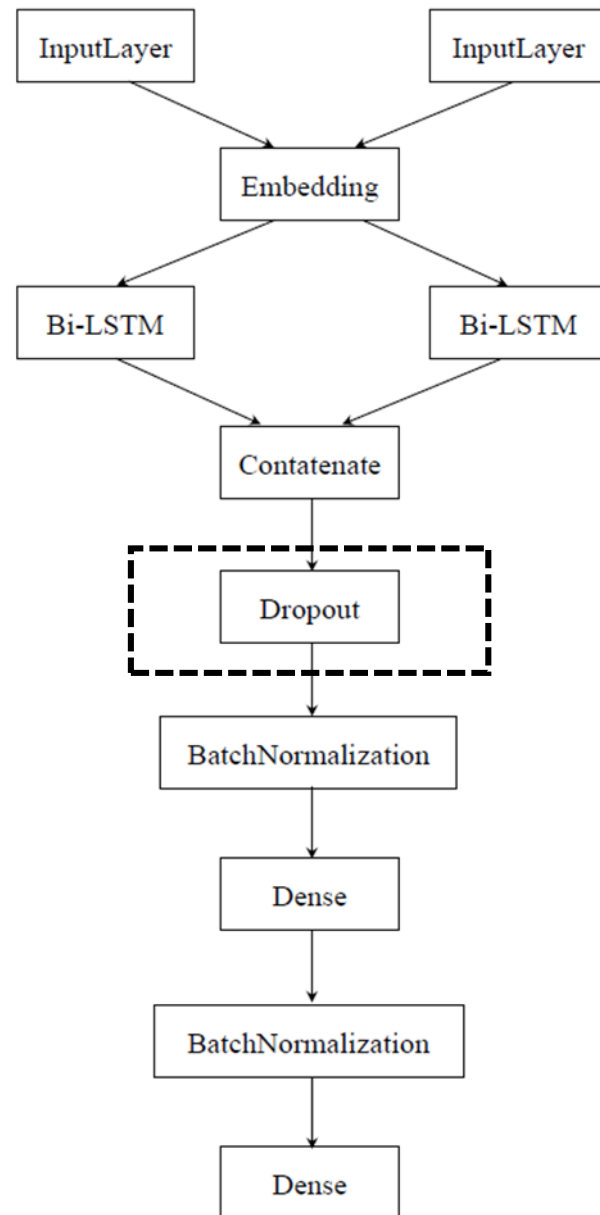 InputLayer
InputLayer
Embedding
Bi-LSTM
Bi-LSTM
Contatenate
Dropout
BatchNormalization
Dense
BatchNormalization
Dense